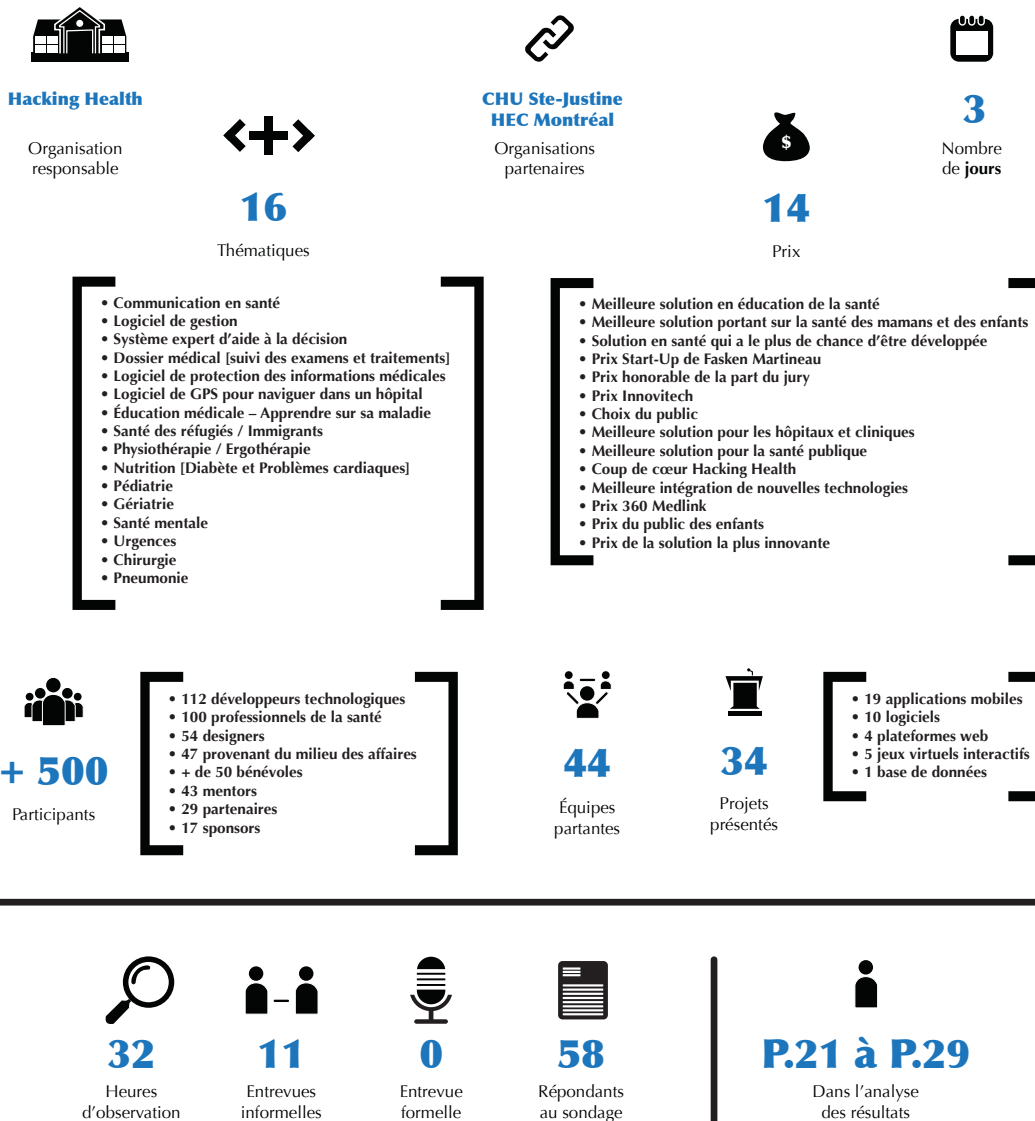 Hacking Health
Organisation
responsable
16
Thématiques
CHU Ste-Justine
HEC Montréal
Organisations
partenaires
$
14
Prix
3
Nombre
de jours
• Communication en santé
• Logiciel de gestion
• Système expert d'aide à la décision
• Dossier médical [suivi des examens et traitements]
• Logiciel de protection des informations médicales
• Logiciel de GPS pour naviguer dans un hôpital
• Éducation médicale – Apprendre sur sa maladie
• Santé des réfugiés / Immigrants
• Physiothérapie / Ergothérapie
• Nutrition [Diabète et Problèmes cardiaques]
• Pédiatrie
• Gériatrie
• Santé mentale
• Urgences
• Chirurgie
• Pneumonie
• Meilleure solution en éducation de la santé
• Meilleure solution portant sur la santé des mamans et des enfants
• Solution en santé qui a le plus de chance d'être développée
• Prix Start-Up de Fasken Martineau
• Prix honorable de la part du jury
• Prix Innovitech
• Choix du public
• Meilleure solution pour les hôpitaux et cliniques
• Meilleure solution pour la santé publique
• Coup de cœur Hacking Health
• Meilleure intégration de nouvelles technologies
• Prix 360 Medlink
• Prix du public des enfants
• Prix de la solution la plus innovante
+ 500
Participants
• 112 développeurs technologiques
• 100 professionnels de la santé
• 54 designers
• 47 provenant du milieu des affaires
• + de 50 bénévoles
• 43 mentors
• 29 partenaires
• 17 sponsors
44
Équipes
partantes
34
Projets
présentés
• 19 applications mobiles
• 10 logiciels
• 4 plateformes web
• 5 jeux virtuels interactifs
• 1 base de données
32
Heures
d'observation
11
Entrevues
informelles
0
Entrevue
formelle
58
Répondants
au sondage
P.21 à P.29
Dans l'analyse
des résultats